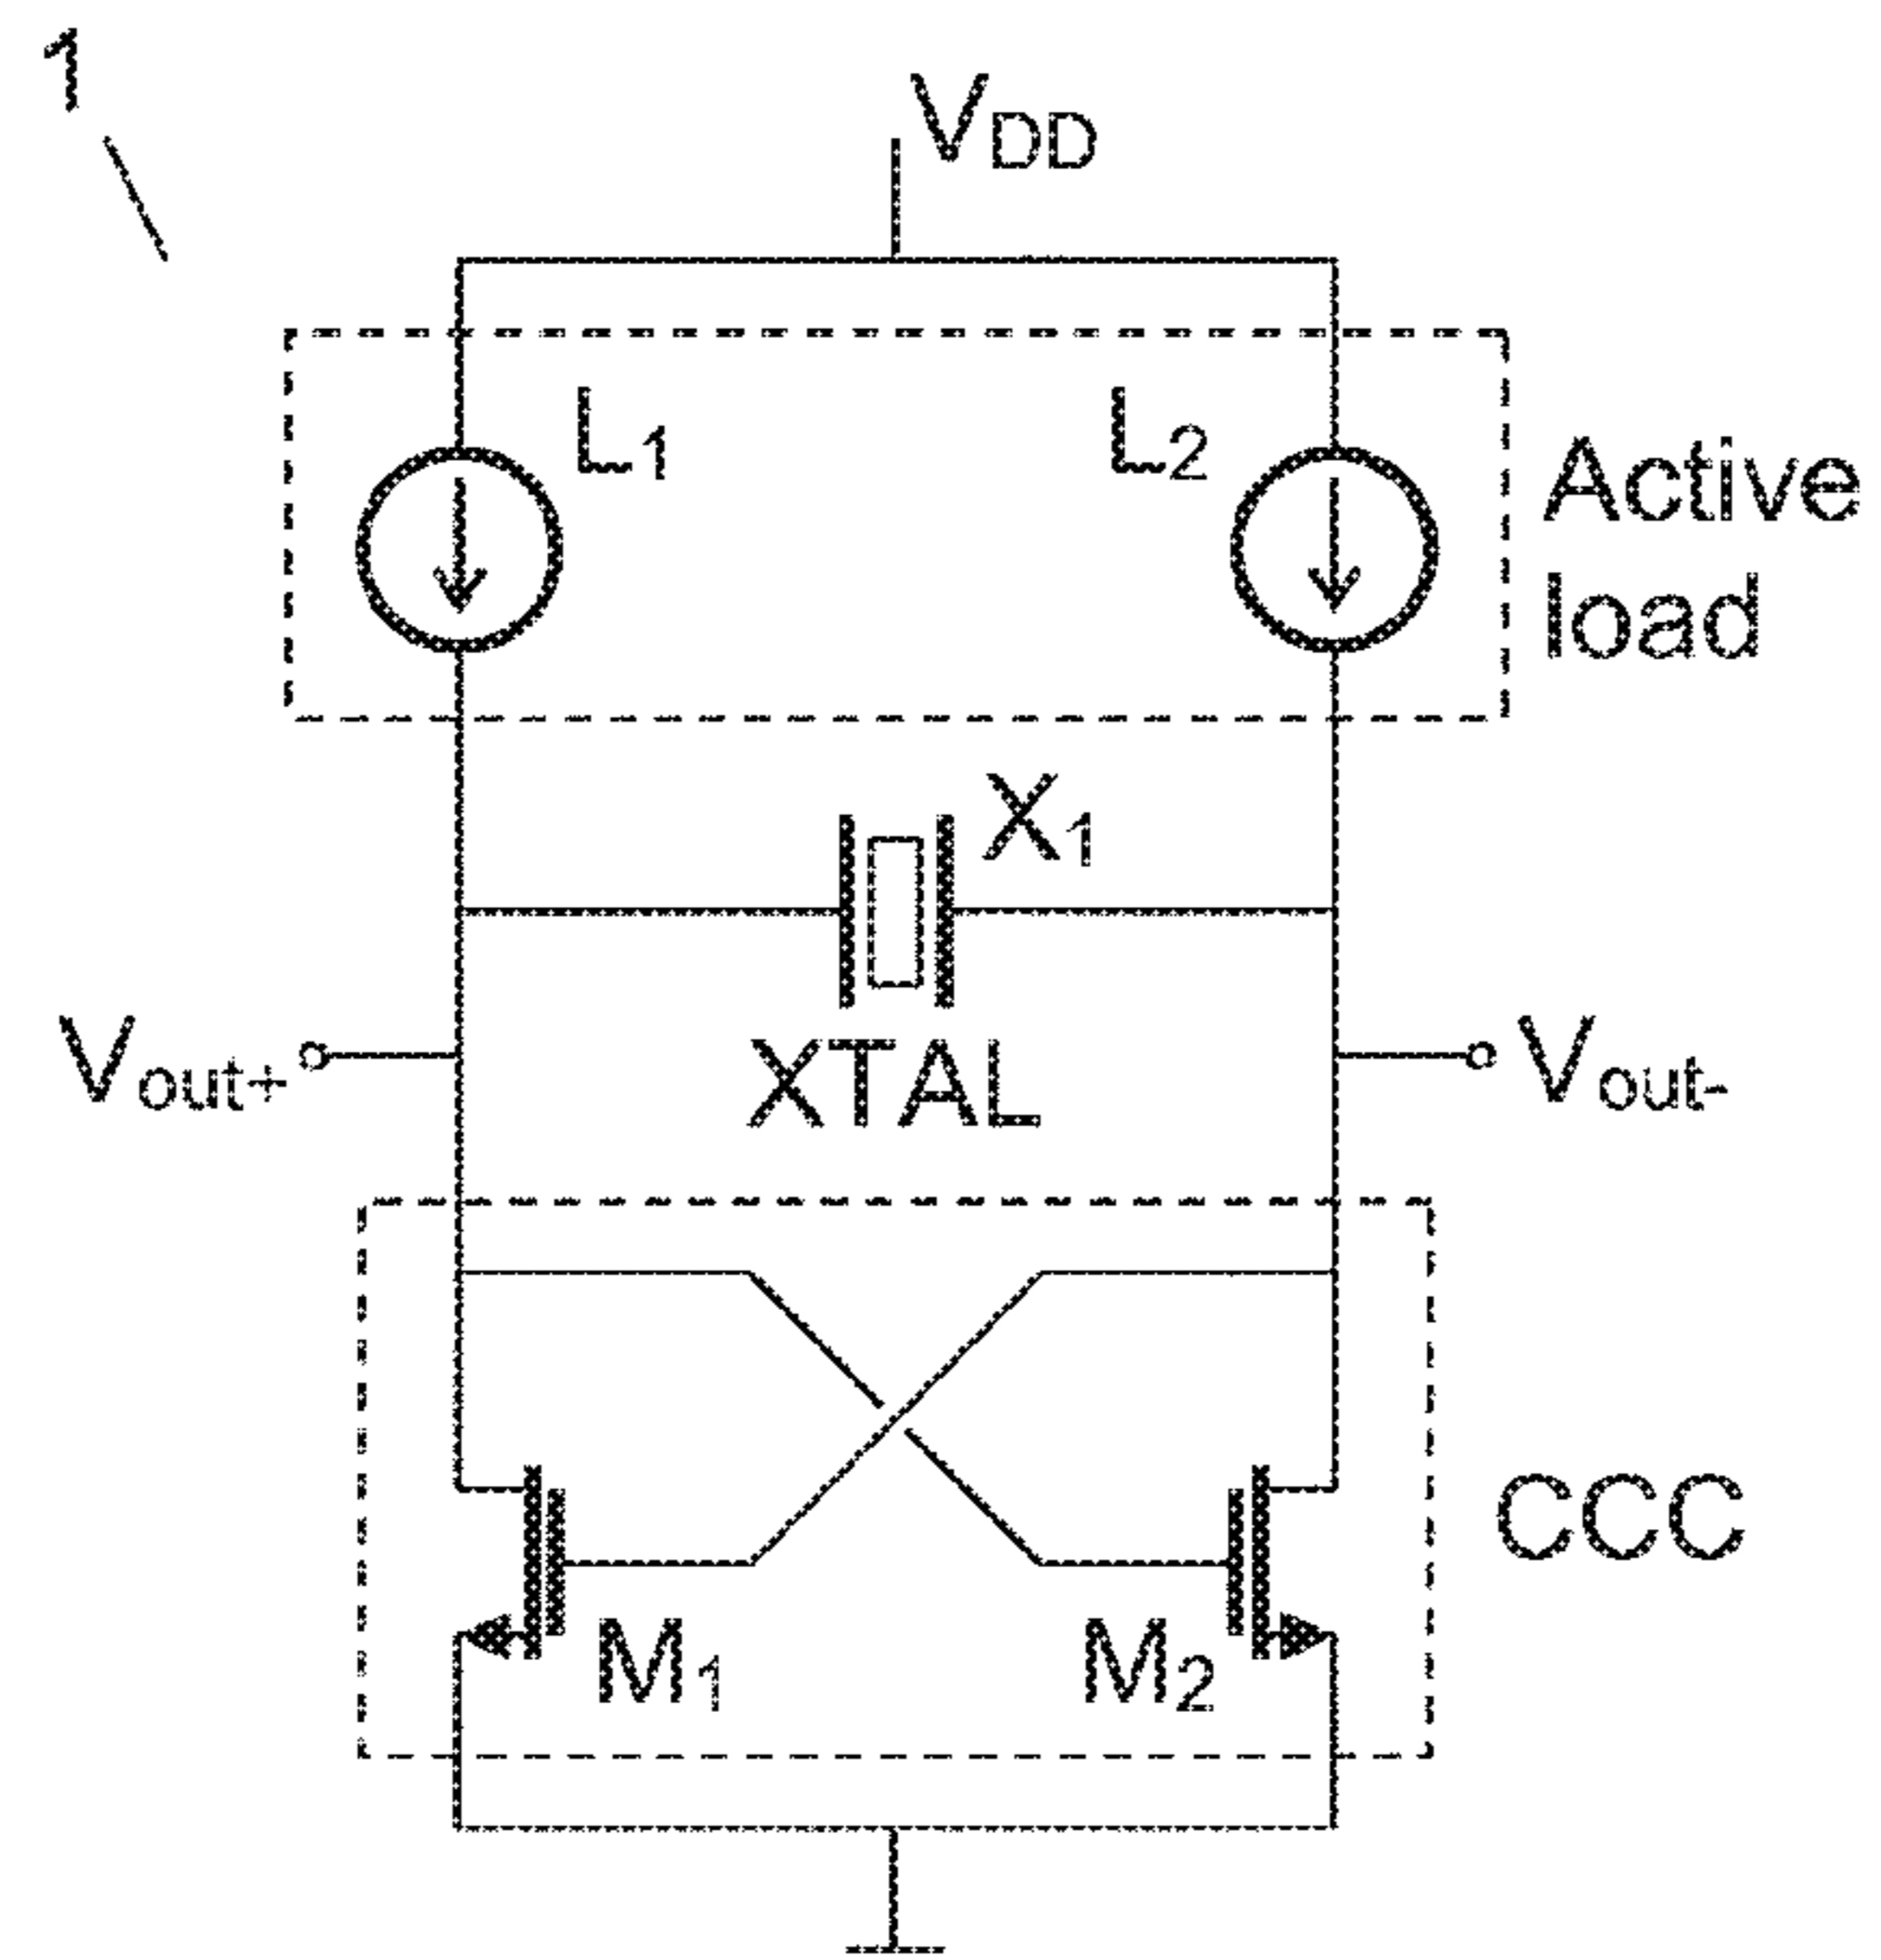 1
VDD
L1
L2
Active
load
X1
Vout+
XTAL
Vout-
CCC
M1
M2